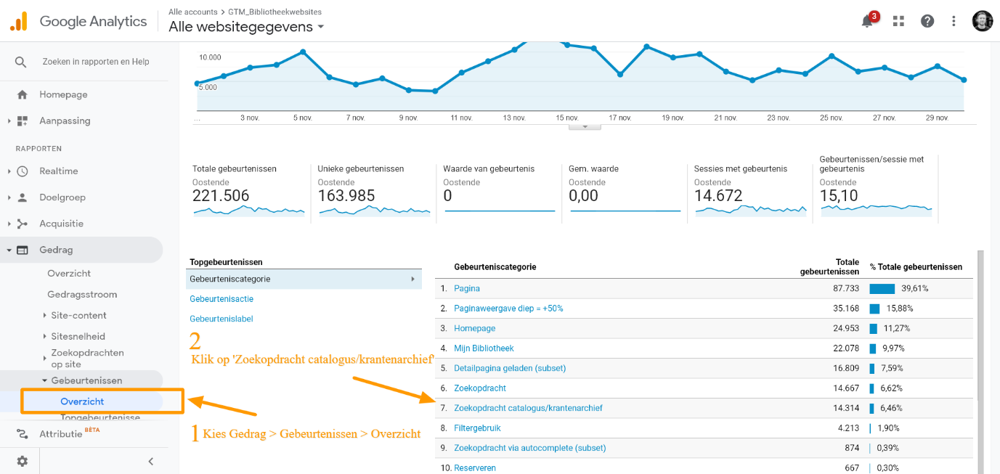 Google Analytics
Alle accounts > GTM_Bibliotheekwebsites
Alle websitegegevens
3
Zoeken in rapporten en Help
Homepage
Aanpassing
RAPPORTEN
Realtime
Doelgroep
Acquisitie
Gedrag
Overzicht
Gedragsstroom
Site-content
Sitesnelheid
Zoekopdrachten
op site
Gebeurtenissen
Overzicht
Topgebeurtenisse
Attributie BÈTA
10.000
5.000
... 3 nov. 5 nov. 7 nov. 9 nov. 11 nov. 13 nov. 15 nov. 17 nov. 19 nov. 21 nov. 23 nov. 25 nov. 27 nov. 29 nov.
Totale gebeurtenissen
Oostende
221.506
Unieke gebeurtenissen
Oostende
163.985
Waarde van gebeurtenis
Oostende
0
Gem. waarde
Oostende
0,00
Sessies met gebeurtenis
Oostende
14.672
Gebeurtenissen/sessie met
gebeurtenis
Oostende
15,10
Topgebeurtenissen
Gebeurteniscategorie
Gebeurtenisactie
Gebeurtenislabel
2
Klik op 'Zoekopdracht catalogus/krantenarchief'
1 Kies Gedrag > Gebeurtenissen > Overzicht
Gebeurteniscategorie Totale gebeurtenissen % Totale gebeurtenissen
1. Pagina 87.733 39,61%
2. Paginaweergave diep = +50% 35.168 15,88%
3. Homepage 24.953 11,27%
4. Mijn Bibliotheek 22.078 9,97%
5. Detailpagina geladen (subset) 16.809 7,59%
6. Zoekopdracht 14.667 6,62%
7. Zoekopdracht catalogus/krantenarchief 14.314 6,46%
8. Filtergebruik 4.213 1,90%
9. Zoekopdracht via autocomplete (subset) 874 0,39%
10. Reserveren 667 0,30%